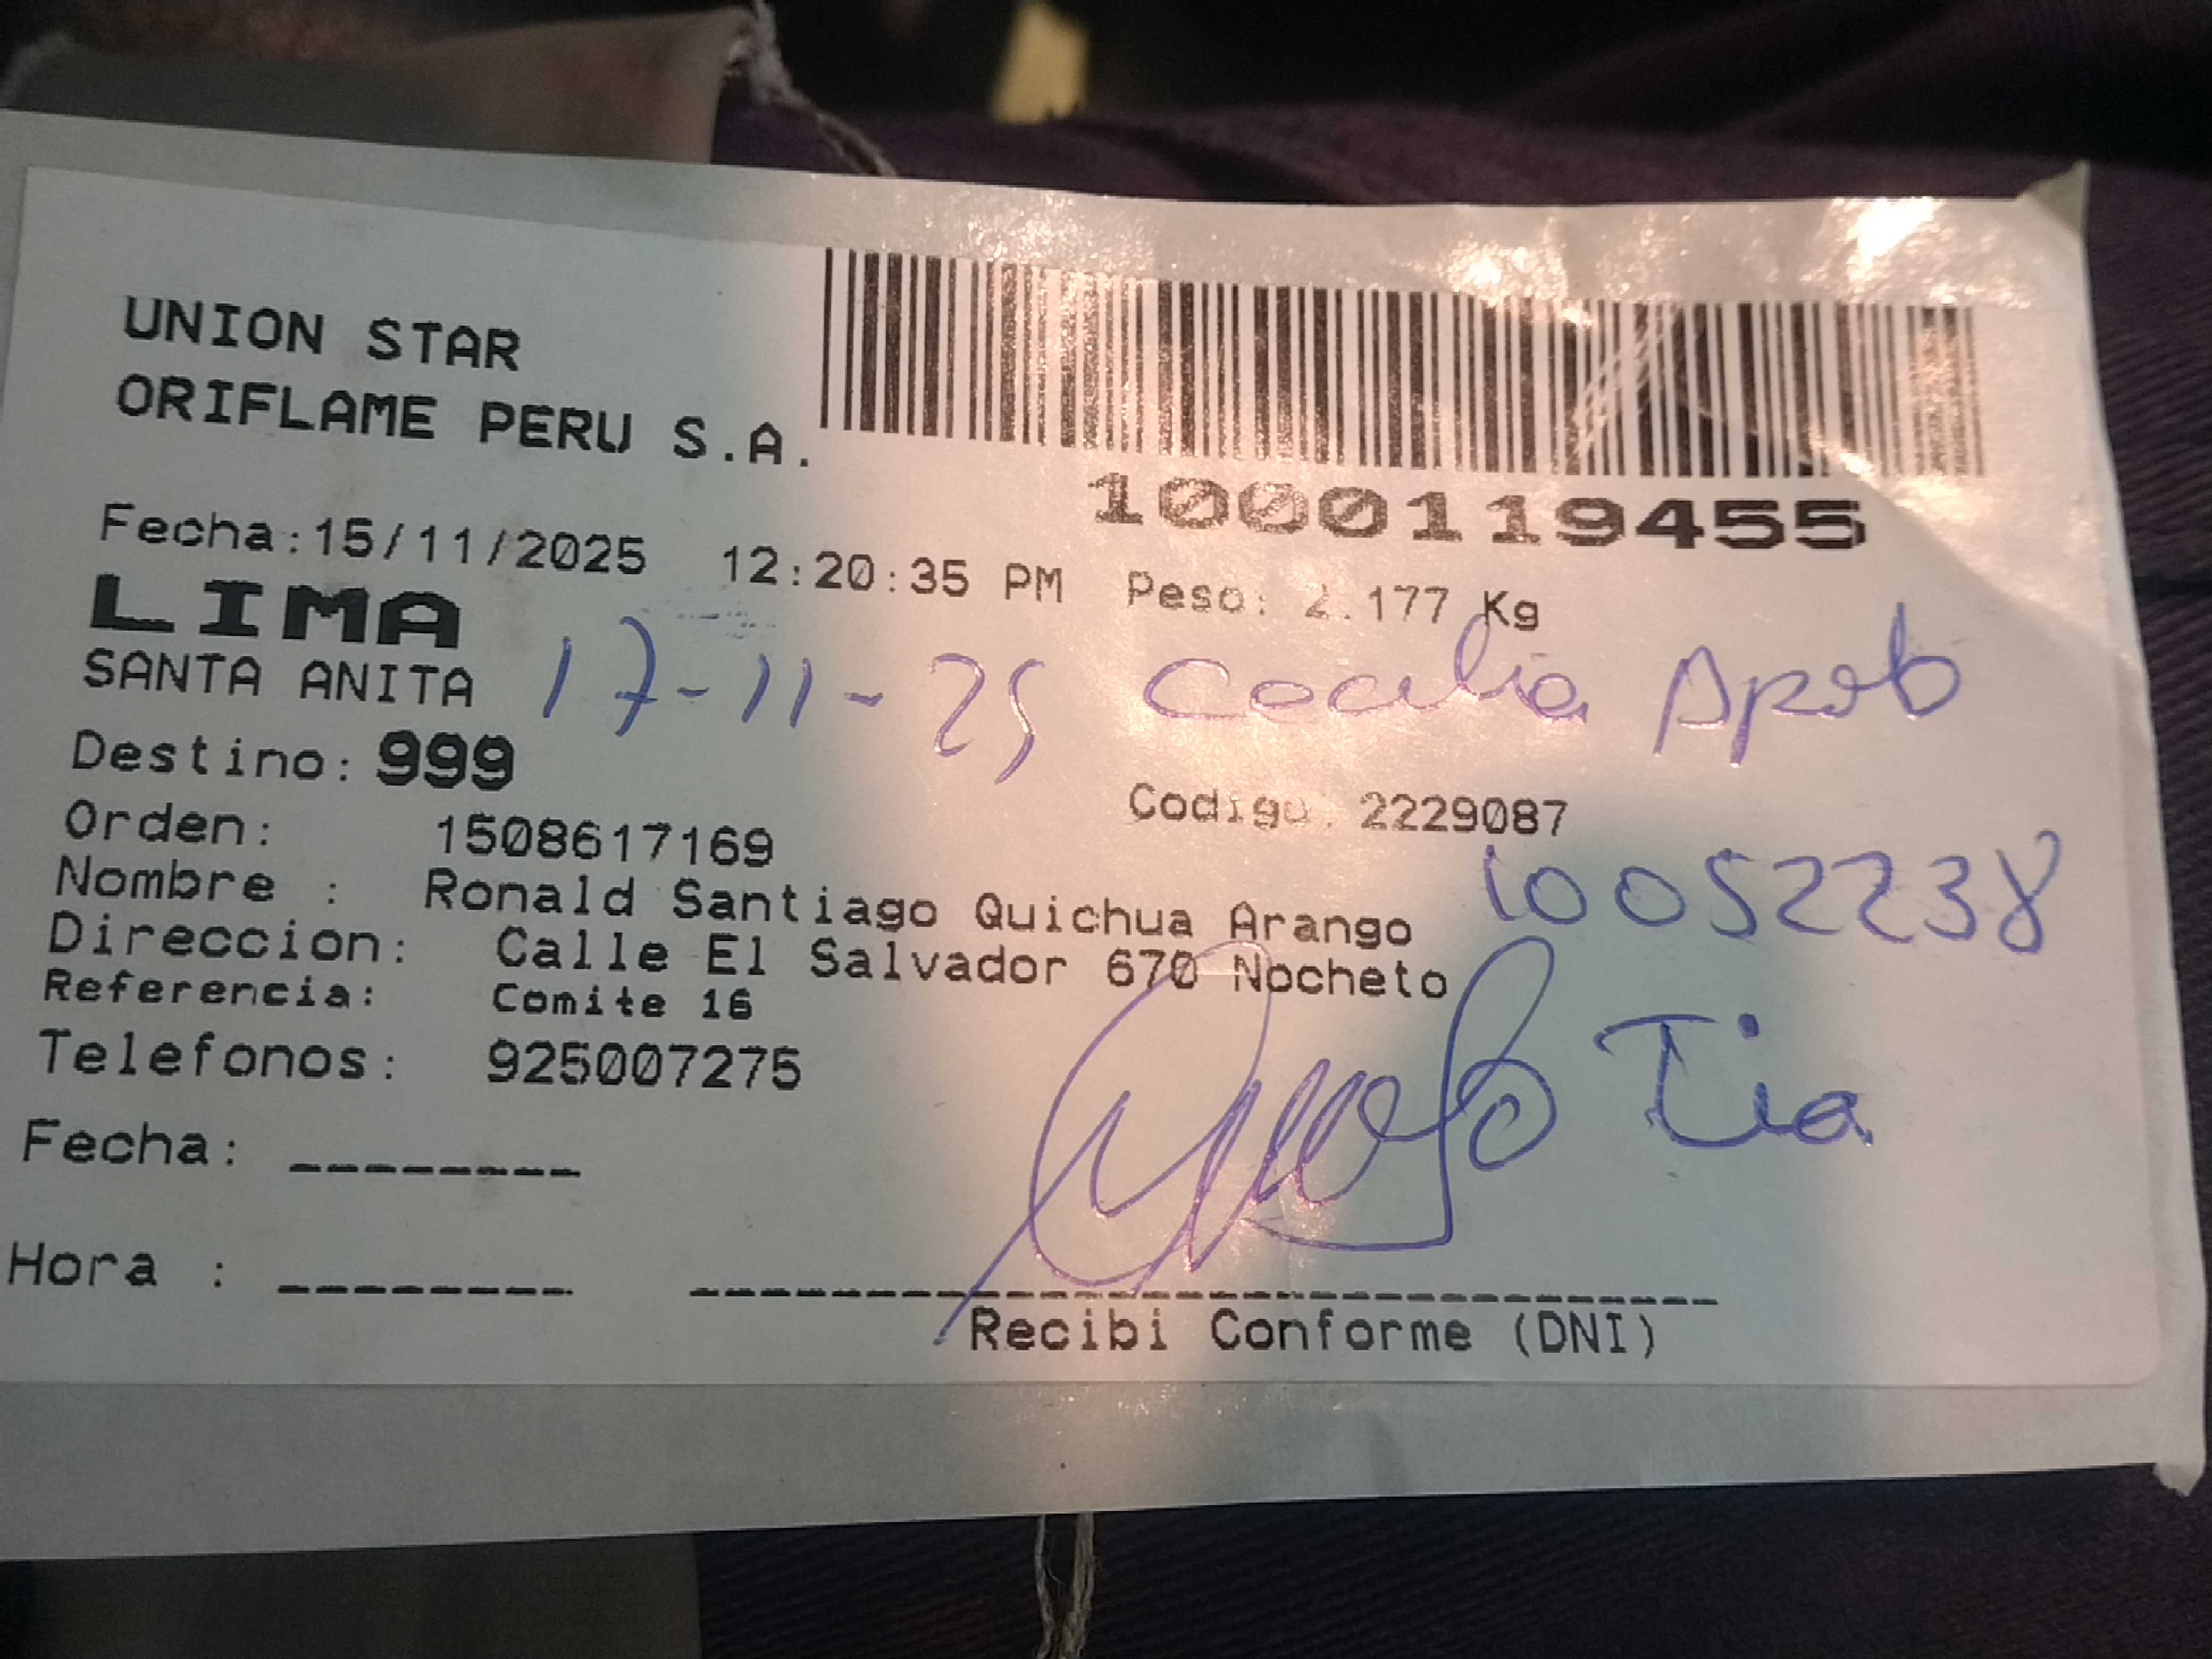 UNION STAR
ORIFLAME PERU S.A.
1000119455
Fecha:15/11/2025 12:20:35 PM Peso: 2.177 Kg
LIMA
SANTA ANITA 17-11-25 Cecilia
Destino: 999
Codigo: 2229087
Orden: 1508617169
Nombre : Ronald Santiago Quichua Arango 10052238
Direccion: Calle El Salvador 670 Nocheto
Referencia: Comite 16
Tia
Telefonos: 925007275
Fecha: ________
Hora : ________
Recibi Conforme (DNI)